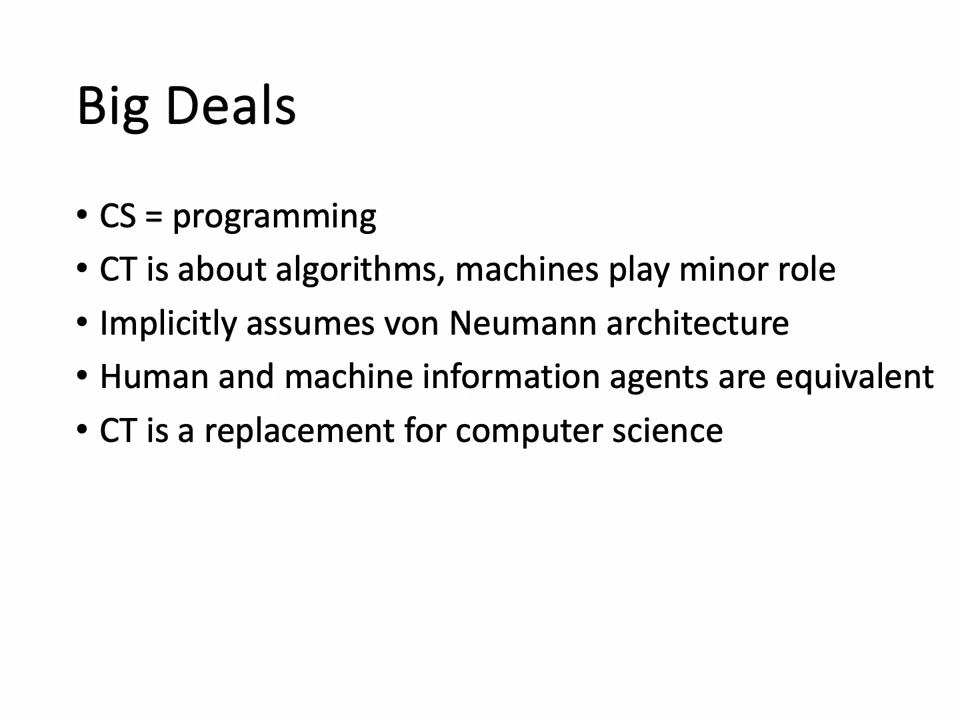 Big Deals
• CS = programming
• CT is about algorithms, machines play minor role
• Implicitly assumes von Neumann architecture
• Human and machine information agents are equivalent
• CT is a replacement for computer science